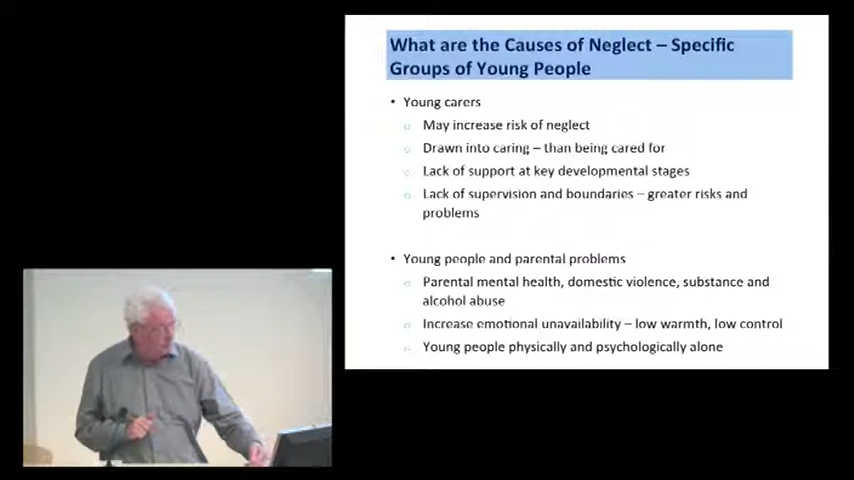 What are the Causes of Neglect – Specific
Groups of Young People
• Young carers
o May increase risk of neglect
o Drawn into caring – than being cared for
o Lack of support at key developmental stages
o Lack of supervision and boundaries – greater risks and
problems
• Young people and parental problems
o Parental mental health, domestic violence, substance and
alcohol abuse
o Increase emotional unavailability – low warmth, low control
o Young people physically and psychologically alone